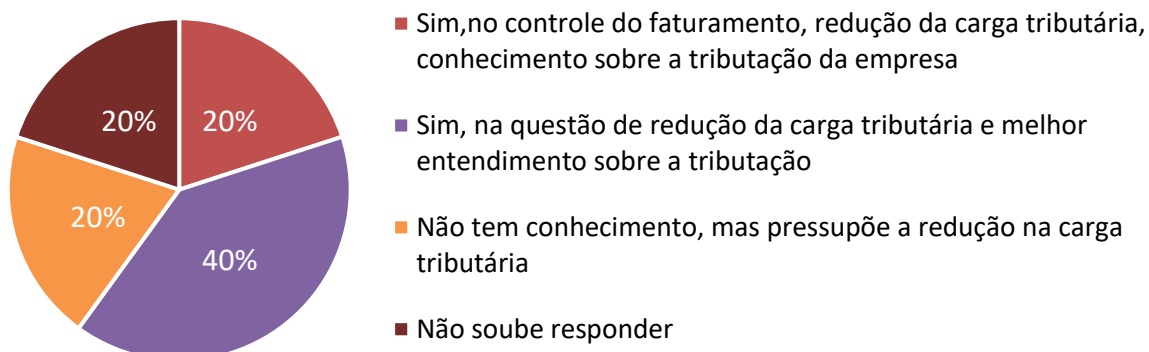 20%
20%
20%
40%
Sim,no controle do faturamento, redução da carga tributária,
conhecimento sobre a tributação da empresa
Sim, na questão de redução da carga tributária e melhor
entendimento sobre a tributação
Não tem conhecimento, mas pressupõe a redução na carga
tributária
Não soube responder